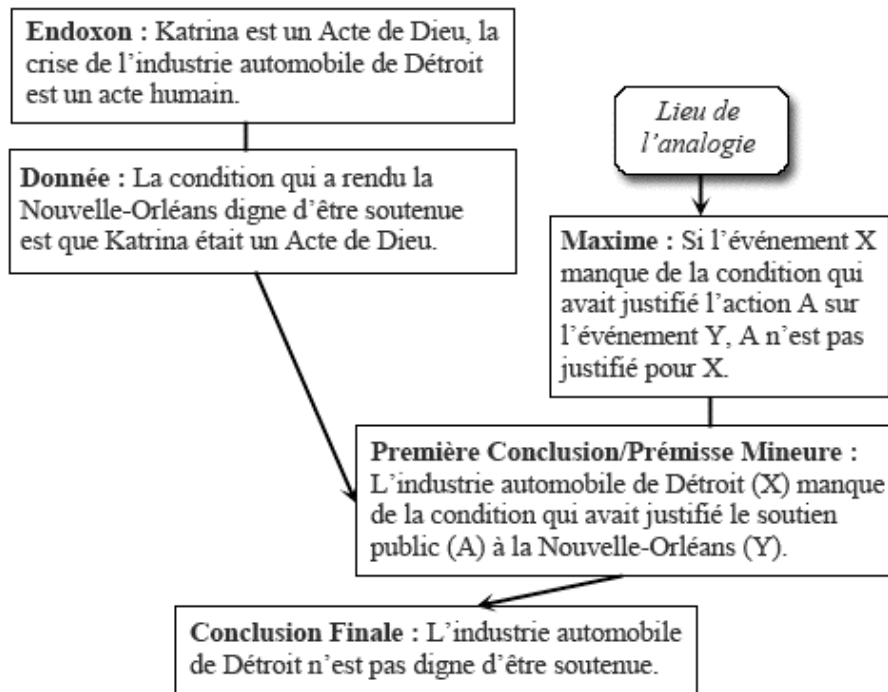 Endoxon : Katrina est un Acte de Dieu, la
crise de l'industrie automobile de Détroit
est un acte humain.
Lieu de
l'analogie
Donnée : La condition qui a rendu la
Nouvelle-Orléans digne d'être soutenue
est que Katrina était un Acte de Dieu.
Maxime : Si l'événement X
manque de la condition qui
avait justifié l'action A sur
l'événement Y, A n'est pas
justifié pour X.
Première Conclusion/Prémisse Mineure :
L'industrie automobile de Détroit (X) manque
de la condition qui avait justifié le soutien
public (A) à la Nouvelle-Orléans (Y).
Conclusion Finale : L'industrie automobile
de Détroit n'est pas digne d'être soutenue.